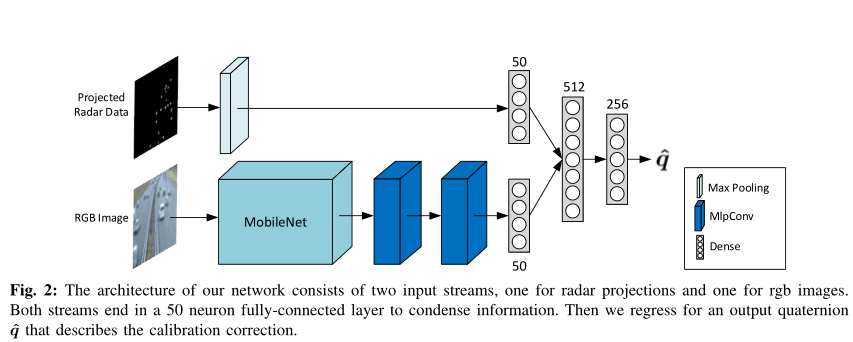 50
512
256
Projected
Radar Data
q̂
RGB Image
MobileNet
50
Max Pooling
MlpConv
Dense
Fig. 2: The architecture of our network consists of two input streams, one for radar projections and one for rgb images.
Both streams end in a 50 neuron fully-connected layer to condense information. Then we regress for an output quaternion
q̂ that describes the calibration correction.